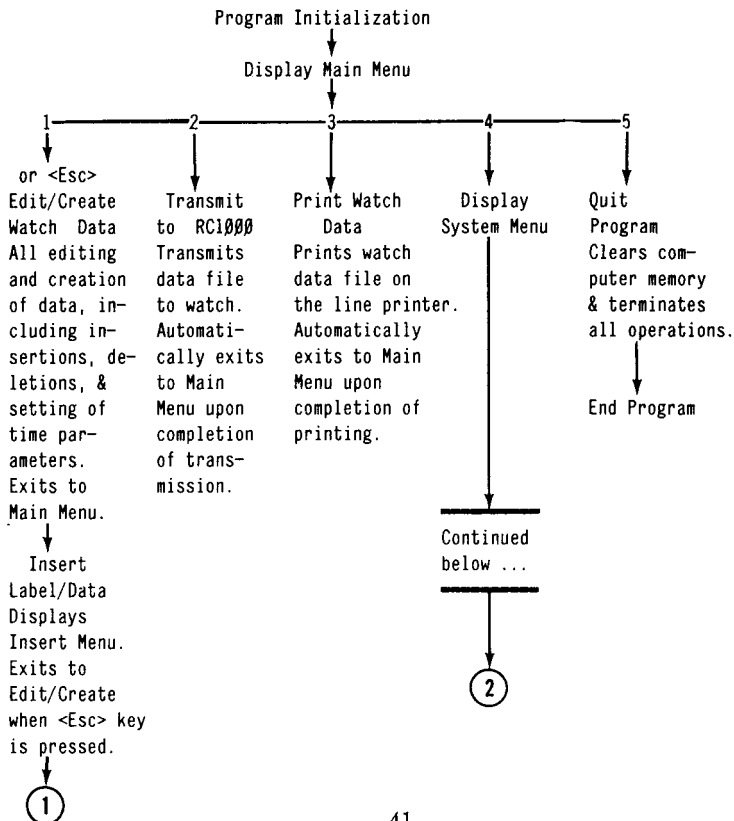 Program Initialization
Display Main Menu
1 2 3 4 5
or <Esc>
Edit/Create
Watch Data
All editing
and creation
of data, in-
cluding in-
sertions, de-
letions, &
setting of
time par-
ameters.
Exits to
Main Menu.
Insert
Label/Data
Displays
Insert Menu.
Exits to
Edit/Create
when <Esc> key
is pressed.
1
Transmit
to RC1000
Transmits
data file
to watch.
Automati-
cally exits
to Main
Menu upon
completion
of trans-
mission.
Print Watch
Data
Prints watch
data file on
the line printer.
Automatically
exits to Main
Menu upon
completion of
printing.
Display
System Menu
Continued
below ...
2
Quit
Program
Clears com-
puter memory
& terminates
all operations.
End Program
41